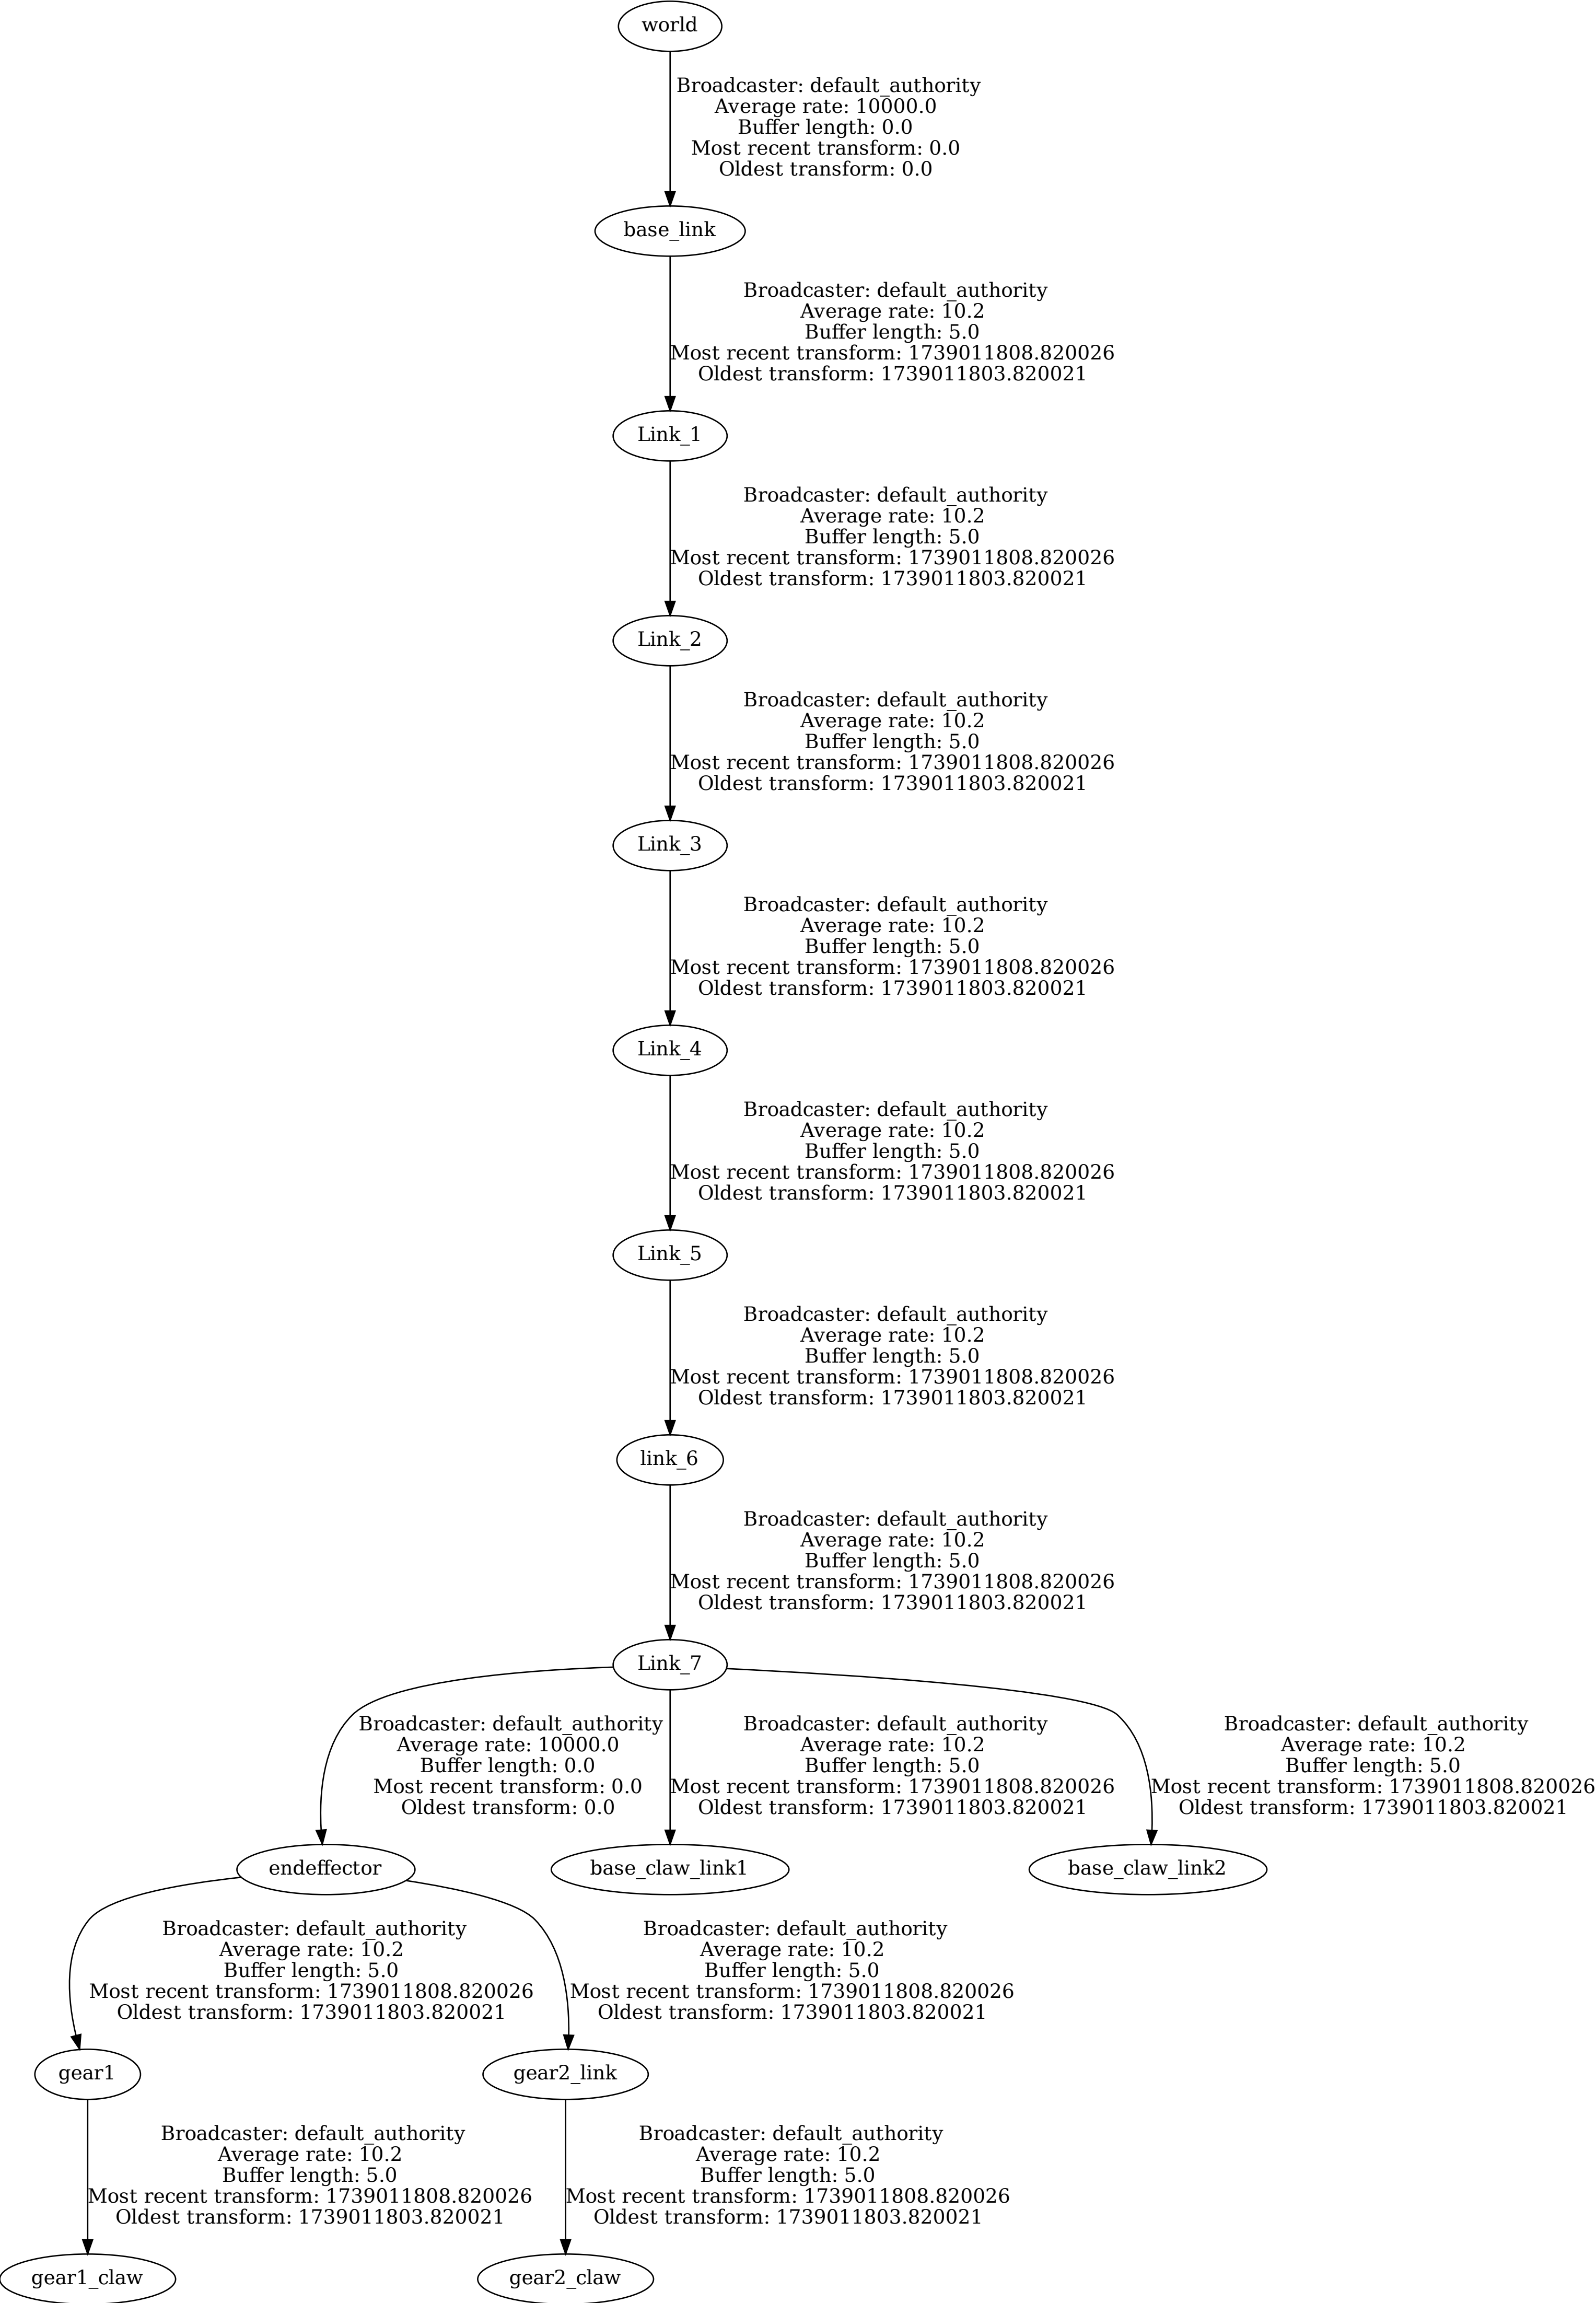 world
Broadcaster: default_authority
Average rate: 10000.0
Buffer length: 0.0
Most recent transform: 0.0
Oldest transform: 0.0
base_link
Broadcaster: default_authority
Average rate: 10.2
Buffer length: 5.0
Most recent transform: 1739011808.820026
Oldest transform: 1739011803.820021
Link_1
Broadcaster: default_authority
Average rate: 10.2
Buffer length: 5.0
Most recent transform: 1739011808.820026
Oldest transform: 1739011803.820021
Link_2
Broadcaster: default_authority
Average rate: 10.2
Buffer length: 5.0
Most recent transform: 1739011808.820026
Oldest transform: 1739011803.820021
Link_3
Broadcaster: default_authority
Average rate: 10.2
Buffer length: 5.0
Most recent transform: 1739011808.820026
Oldest transform: 1739011803.820021
Link_4
Broadcaster: default_authority
Average rate: 10.2
Buffer length: 5.0
Most recent transform: 1739011808.820026
Oldest transform: 1739011803.820021
Link_5
Broadcaster: default_authority
Average rate: 10.2
Buffer length: 5.0
Most recent transform: 1739011808.820026
Oldest transform: 1739011803.820021
link_6
Broadcaster: default_authority
Average rate: 10.2
Buffer length: 5.0
Most recent transform: 1739011808.820026
Oldest transform: 1739011803.820021
Link_7
Broadcaster: default_authority
Average rate: 10000.0
Buffer length: 0.0
Most recent transform: 0.0
Oldest transform: 0.0
Broadcaster: default_authority
Average rate: 10.2
Buffer length: 5.0
Most recent transform: 1739011808.820026
Oldest transform: 1739011803.820021
Broadcaster: default_authority
Average rate: 10.2
Buffer length: 5.0
Most recent transform: 1739011808.820026
Oldest transform: 1739011803.820021
endeffector
base_claw_link1
base_claw_link2
Broadcaster: default_authority
Average rate: 10.2
Buffer length: 5.0
Most recent transform: 1739011808.820026
Oldest transform: 1739011803.820021
Broadcaster: default_authority
Average rate: 10.2
Buffer length: 5.0
Most recent transform: 1739011808.820026
Oldest transform: 1739011803.820021
gear1
gear2_link
Broadcaster: default_authority
Average rate: 10.2
Buffer length: 5.0
Most recent transform: 1739011808.820026
Oldest transform: 1739011803.820021
Broadcaster: default_authority
Average rate: 10.2
Buffer length: 5.0
Most recent transform: 1739011808.820026
Oldest transform: 1739011803.820021
gear1_claw
gear2_claw